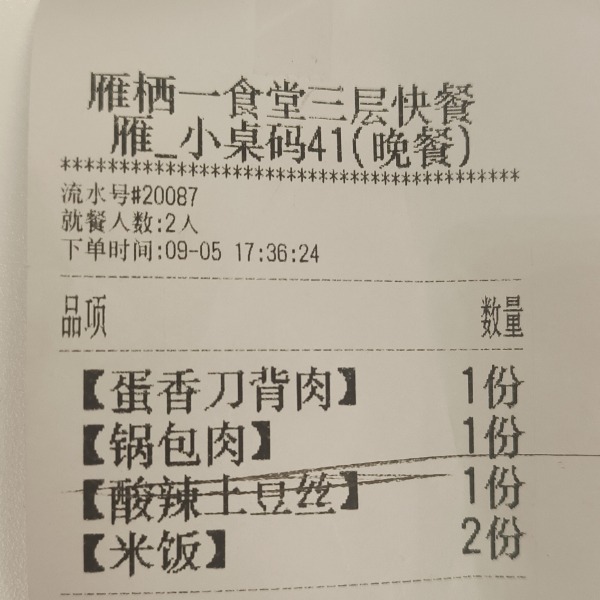 雁栖一食堂三层快餐
雁_小桌码41(晚餐)
****************************************
流水号#20087
就餐人数:2人
下单时间:09-05 17:36:24
品项 数量
【蛋香刀背肉】 1份
【锅包肉】 1份
【酸辣土豆丝】 1份
【米饭】 2份